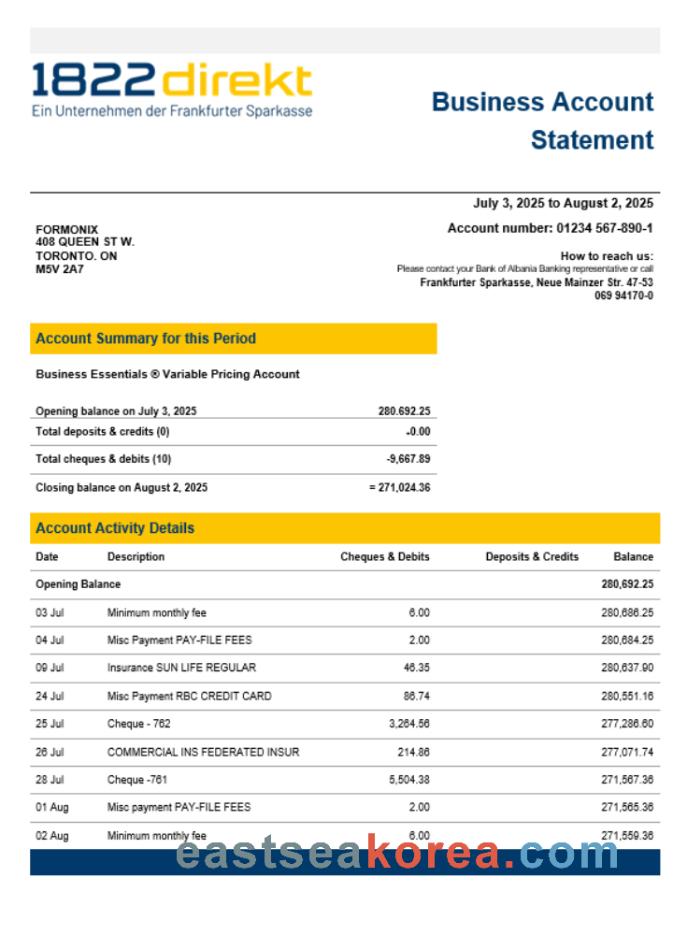 1822direkt
Ein Unternehmen der Frankfurter Sparkasse
Business Account
Statement
July 3, 2025 to August 2, 2025
Account number: 01234 567-890-1
FORMONIX
408 QUEEN ST W.
TORONTO. ON
M5V 2A7
How to reach us:
Please contact your Bank of Albania Banking representative or call
Frankfurter Sparkasse, Neue Mainzer Str. 47-53
069 94170-0
Account Summary for this Period
Business Essentials ® Variable Pricing Account
Opening balance on July 3, 2025 280.692.25
Total deposits & credits (0) -0.00
Total cheques & debits (10) -9,667.89
Closing balance on August 2, 2025 = 271,024.36
Account Activity Details
Date Description Cheques & Debits Deposits & Credits Balance
Opening Balance 280,692.25
03 Jul Minimum monthly fee 6.00 280,686.25
04 Jul Misc Payment PAY-FILE FEES 2.00 280,684.25
09 Jul Insurance SUN LIFE REGULAR 46.35 280,637.90
24 Jul Misc Payment RBC CREDIT CARD 86.74 280,551.16
25 Jul Cheque - 762 3,264.56 277,286.60
26 Jul COMMERCIAL INS FEDERATED INSUR 214.86 277,071.74
28 Jul Cheque -761 5,504.38 271,567.36
01 Aug Misc payment PAY-FILE FEES 2.00 271,565.36
02 Aug Minimum monthly fee 6.00 271,559.36
eastseakorea.com